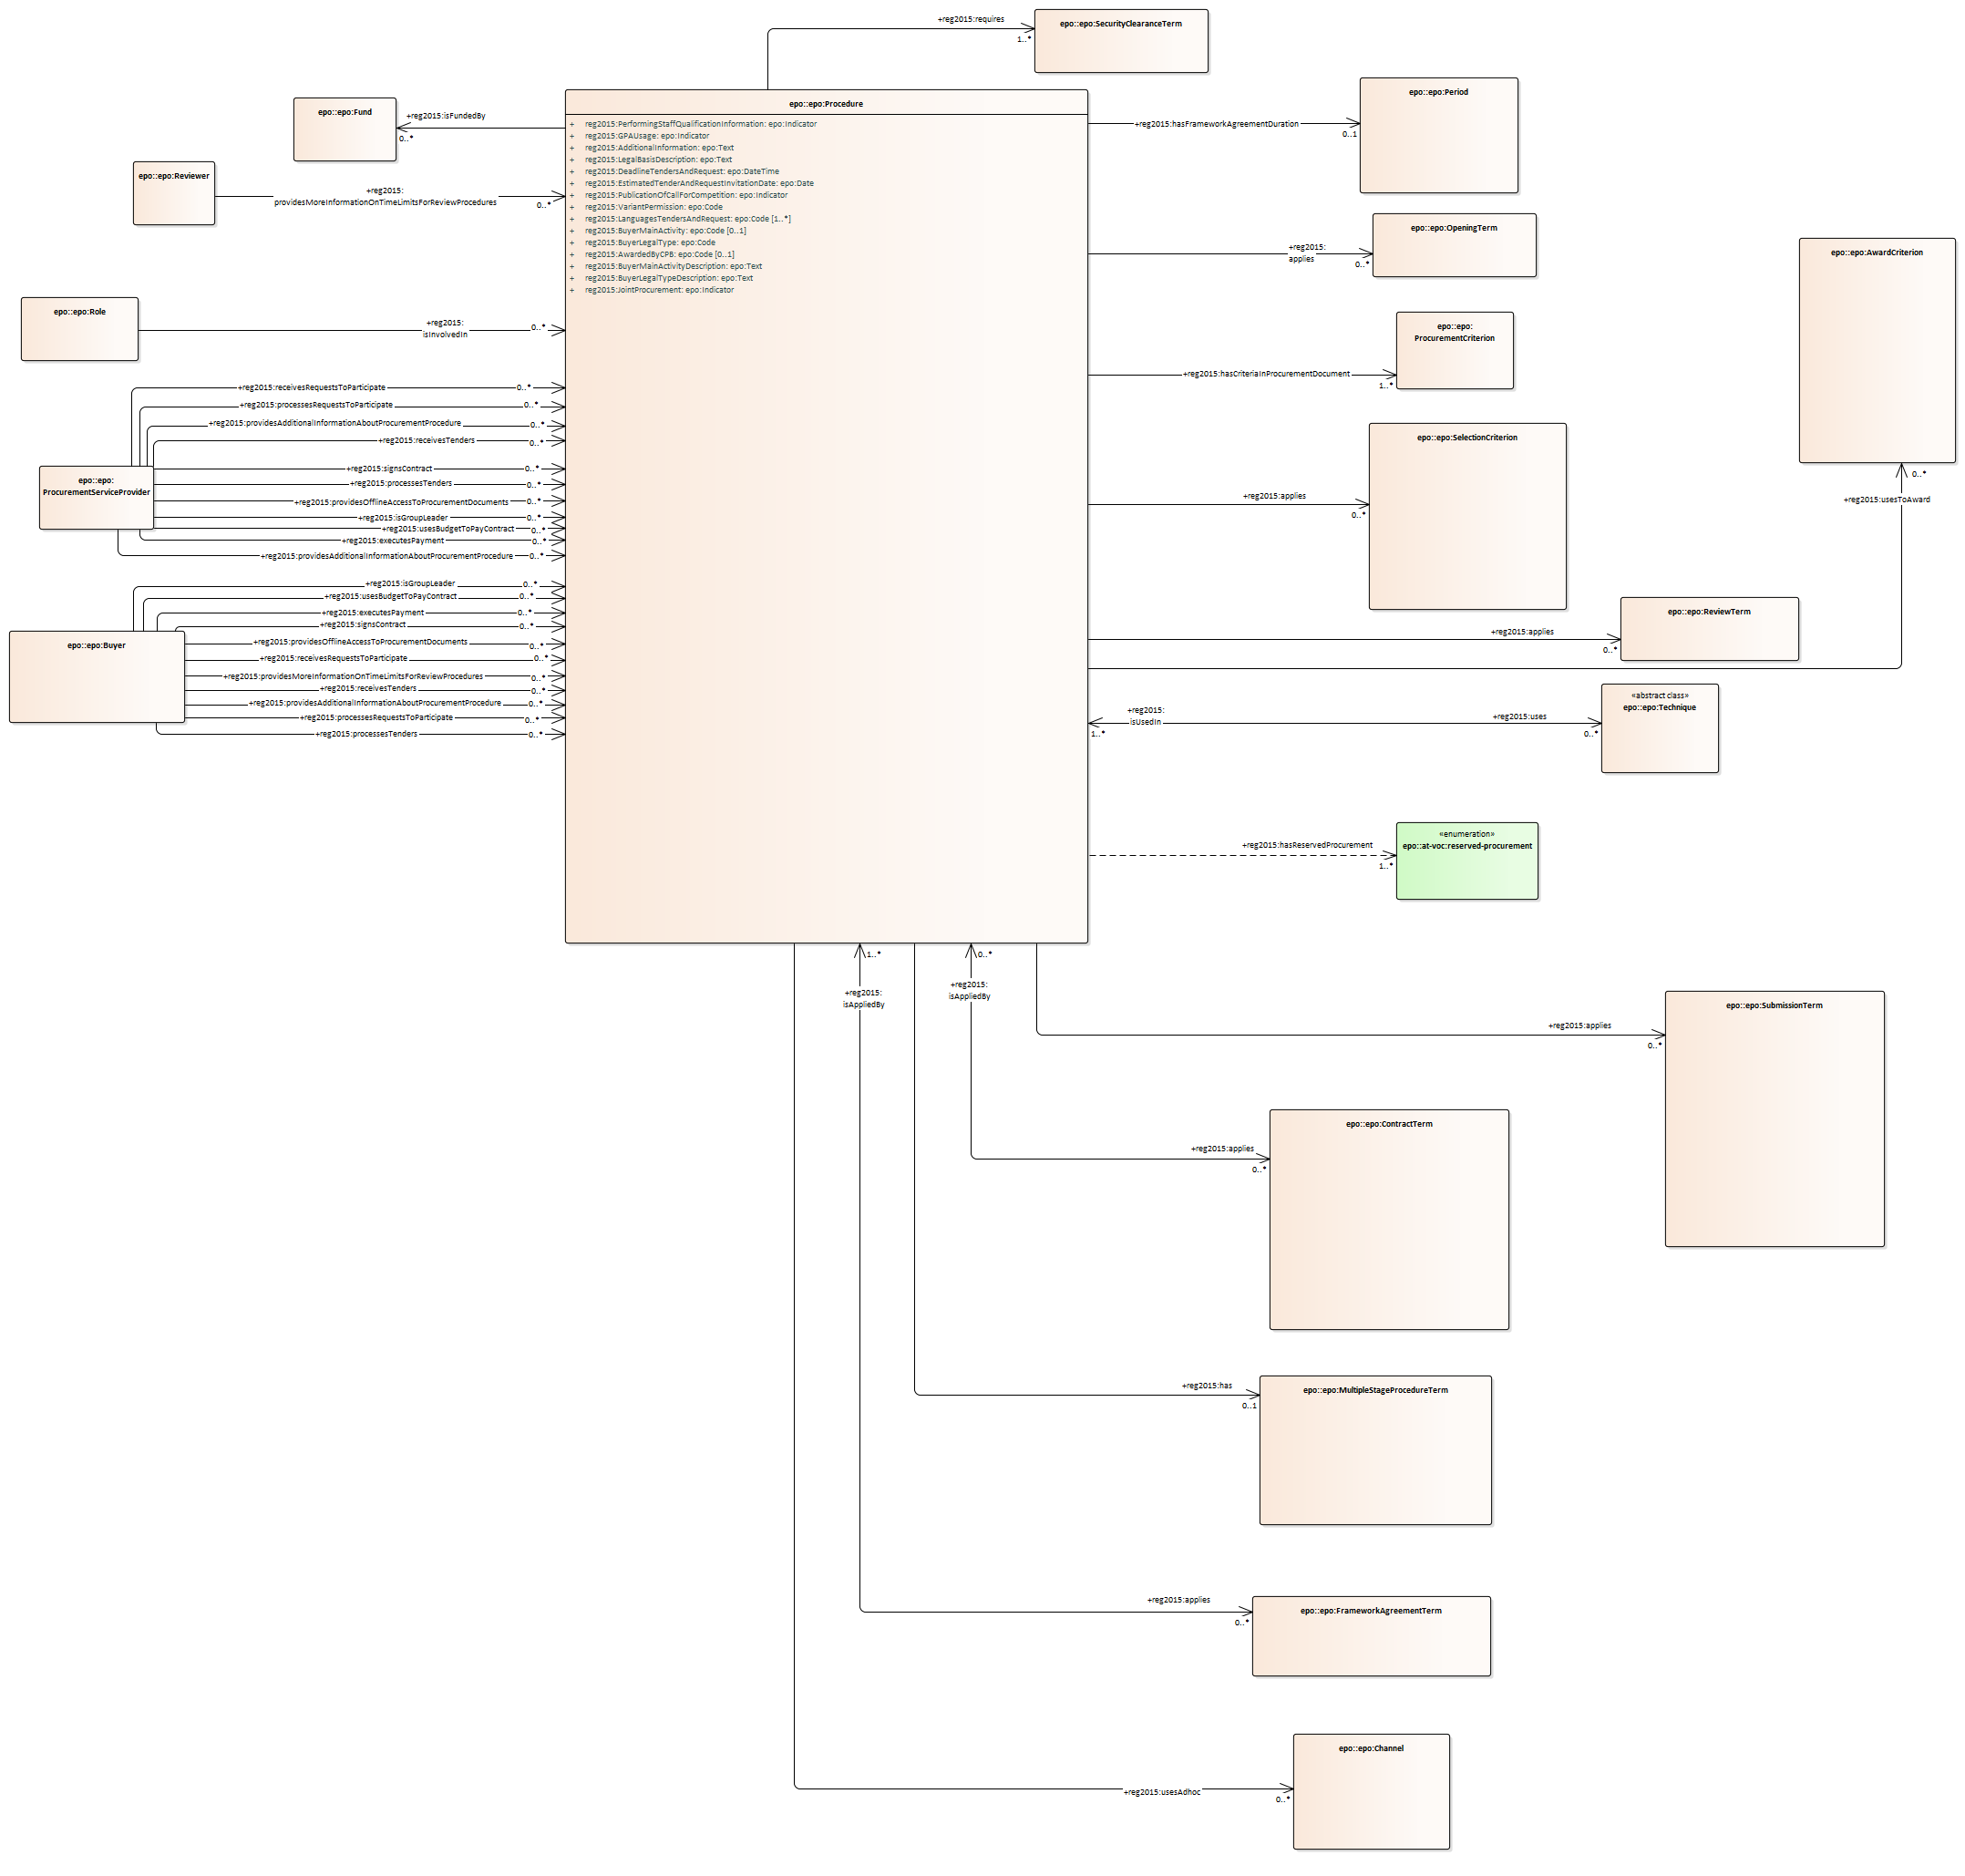 +reg2015:requires
epo::epo:SecurityClearanceTerm
1..*
epo::epo:Procedure
+ reg2015:PerformingStaffQualificationInformation: epo:Indicator
+ reg2015:GPAUsage: epo:Indicator
+ reg2015:AdditionalInformation: epo:Text
+ reg2015:LegalBasisDescription: epo:Text
+ reg2015:DeadlineTendersAndRequest: epo:DateTime
+ reg2015:EstimatedTenderAndRequestInvitationDate: epo:Date
+ reg2015:PublicationOfCallForCompetition: epo:Indicator
+ reg2015:VariantPermission: epo:Code
+ reg2015:LanguagesTendersAndRequest: epo:Code [1..*]
+ reg2015:BuyerMainActivity: epo:Code [0..1]
+ reg2015:BuyerLegalType: epo:Code
+ reg2015:AwardedByCPB: epo:Code [0..1]
+ reg2015:BuyerMainActivityDescription: epo:Text
+ reg2015:BuyerLegalTypeDescription: epo:Text
+ reg2015:JointProcurement: epo:Indicator
epo::epo:Fund
+reg2015:isFundedBy
0..*
epo::epo:Reviewer
+reg2015:
providesMoreInformationOnTimeLimitsForReviewProcedures
0..*
epo::epo:Role
+reg2015:
isInvolvedIn
0..*
epo::epo:
ProcurementServiceProvider
+reg2015:receivesRequestsToParticipate 0..*
+reg2015:processesRequestsToParticipate 0..*
+reg2015:providesAdditionalInformationAboutProcurementProcedure 0..*
+reg2015:receivesTenders 0..*
+reg2015:signsContract 0..*
+reg2015:processesTenders 0..*
+reg2015:providesOfflineAccessToProcurementDocuments 0..*
+reg2015:isGroupLeader 0..*
+reg2015:usesBudgetToPayContract 0..*
+reg2015:executesPayment 0..*
+reg2015:providesAdditionalInformationAboutProcurementProcedure 0..*
epo::epo:Buyer
+reg2015:isGroupLeader 0..*
+reg2015:usesBudgetToPayContract 0..*
+reg2015:executesPayment 0..*
+reg2015:signsContract 0..*
+reg2015:providesOfflineAccessToProcurementDocuments 0..*
+reg2015:receivesRequestsToParticipate 0..*
+reg2015:providesMoreInformationOnTimeLimitsForReviewProcedures 0..*
+reg2015:receivesTenders 0..*
+reg2015:providesAdditionalInformationAboutProcurementProcedure 0..*
+reg2015:processesRequestsToParticipate 0..*
+reg2015:processesTenders 0..*
epo::epo:Period
+reg2015:hasFrameworkAgreementDuration
0..1
epo::epo:OpeningTerm
+reg2015:
applies
0..*
epo::epo:AwardCriterion
0..*
+reg2015:usesToAward
epo::epo:
ProcurementCriterion
+reg2015:hasCriteriaInProcurementDocument
1..*
epo::epo:SelectionCriterion
+reg2015:applies
0..*
epo::epo:ReviewTerm
+reg2015:applies
0..*
«abstract class»
epo::epo:Technique
+reg2015:
isUsedIn
1..*
+reg2015:uses
0..*
«enumeration»
epo::at-voc:reserved-procurement
+reg2015:hasReservedProcurement
1..*
1..*
+reg2015:
isAppliedBy
0..*
+reg2015:
isAppliedBy
epo::epo:SubmissionTerm
+reg2015:applies
0..*
epo::epo:ContractTerm
+reg2015:applies
0..*
epo::epo:MultipleStageProcedureTerm
+reg2015:has
0..1
epo::epo:FrameworkAgreementTerm
+reg2015:applies
0..*
epo::epo:Channel
+reg2015:usesAdhoc
0..*